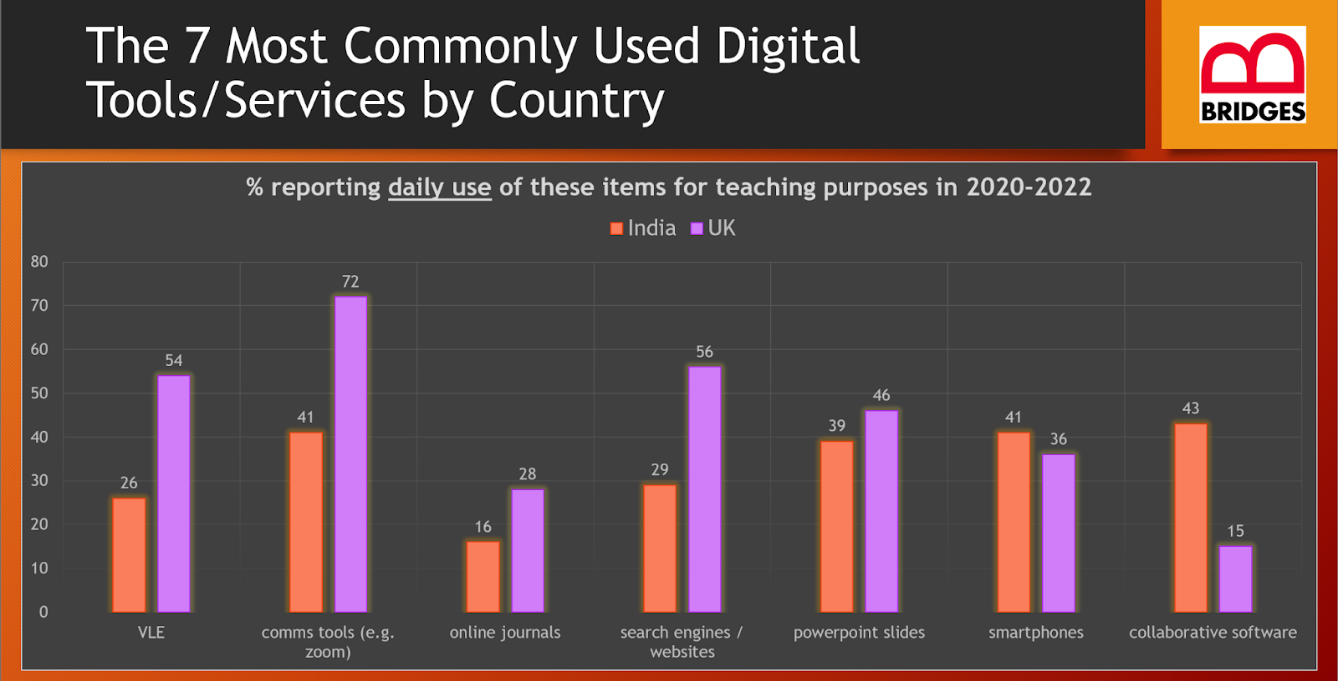 The 7 Most Commonly Used Digital
Tools/Services by Country
BRIDGES
% reporting daily use of these items for teaching purposes in 2020-2022
India UK
80
70
60
50
40
30
20
10
0
26 54
41 72
16 28
29 56
39 46
41 36
43 15
VLE
comms tools (e.g.
zoom)
online journals
search engines /
websites
powerpoint slides
smartphones
collaborative software